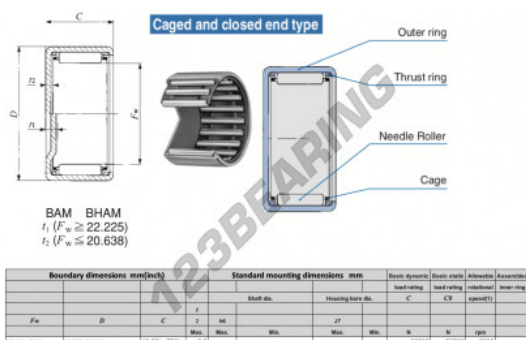 C
Caged and closed end type
Outer ring
Thrust ring
Needle Roller
Cage
t₂
D
Fw
t₁
BAM BHAM
t₁ (Fw ≧ 22.225)
t₂ (Fw ≦ 20.638)
123BEARING
Boundary dimensions mm(inch) Standard mounting dimensions mm Basic dynamic Basic static Allowable Assembled
load rating load rating rotational inner ring
Shaft dia. Housing bore dia. C speed(1)
Fw D C
Max. Max. Min. Max. Min. N N rpm